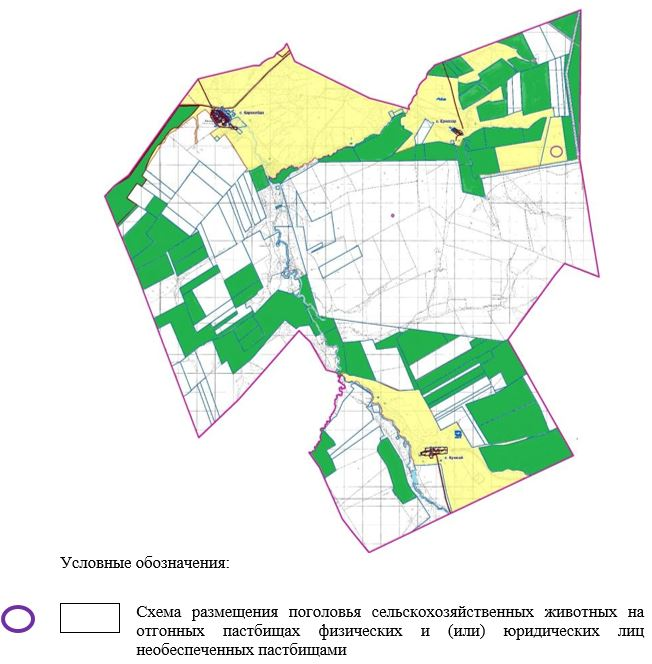 Условные обозначения:
Схема размещения поголовья сельскохозяйственных животных на
отгонных пастбищах физических и (или) юридических лиц
необеспеченных пастбищами